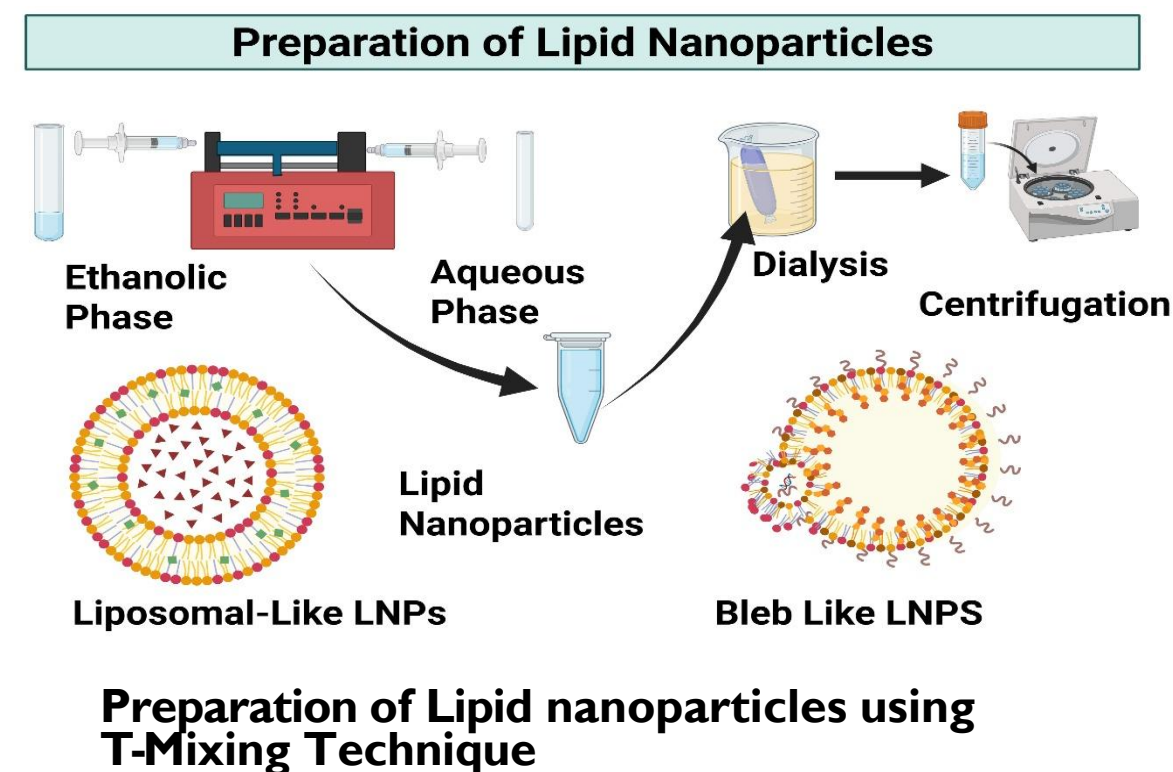 Preparation of Lipid Nanoparticles
Ethanolic
Phase
Aqueous
Phase
Dialysis
Centrifugation
Lipid
Nanoparticles
Liposomal-Like LNPs
Bleb Like LNPS
Preparation of Lipid nanoparticles using
T-Mixing Technique